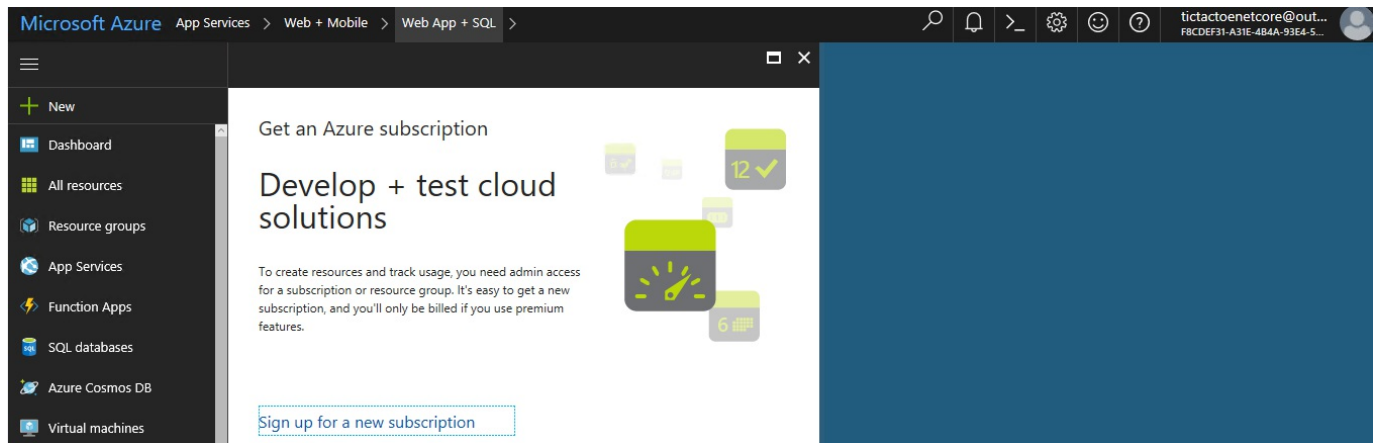 Microsoft Azure App Services > Web + Mobile > Web App + SQL >
tictactoenetcore@out...
F8CDEF31-A31E-4B4A-93E4-5...
New
Dashboard
All resources
Resource groups
App Services
Function Apps
SQL databases
Azure Cosmos DB
Virtual machines
Get an Azure subscription
Develop + test cloud
solutions
To create resources and track usage, you need admin access
for a subscription or resource group. It's easy to get a new
subscription, and you'll only be billed if you use premium
features.
Sign up for a new subscription
12
6